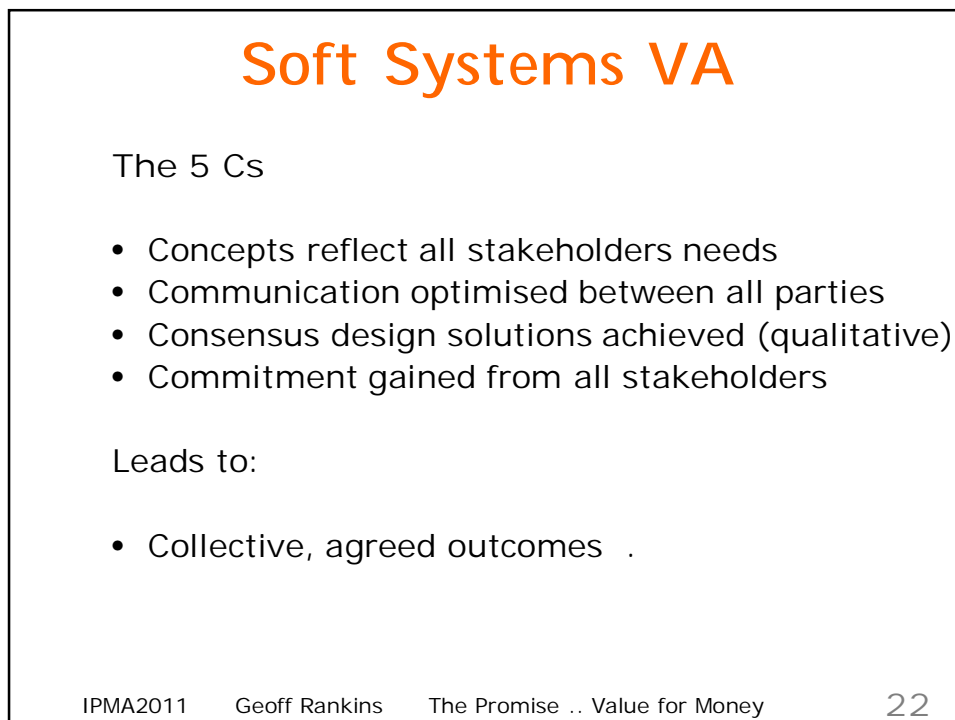 Soft Systems VA
The 5 Cs
• Concepts reflect all stakeholders needs
• Communication optimised between all parties
• Consensus design solutions achieved (qualitative)
• Commitment gained from all stakeholders
Leads to:
• Collective, agreed outcomes .
IPMA2011 Geoff Rankins The Promise .. Value for Money 22